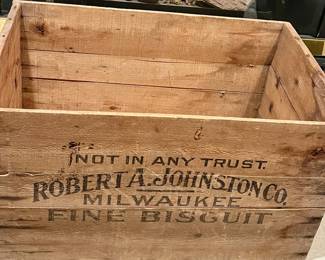 NOT IN ANY TRUST.
ROBERT A. JOHNSTON CO.
MILWAUKEE
FINE BISCUIT